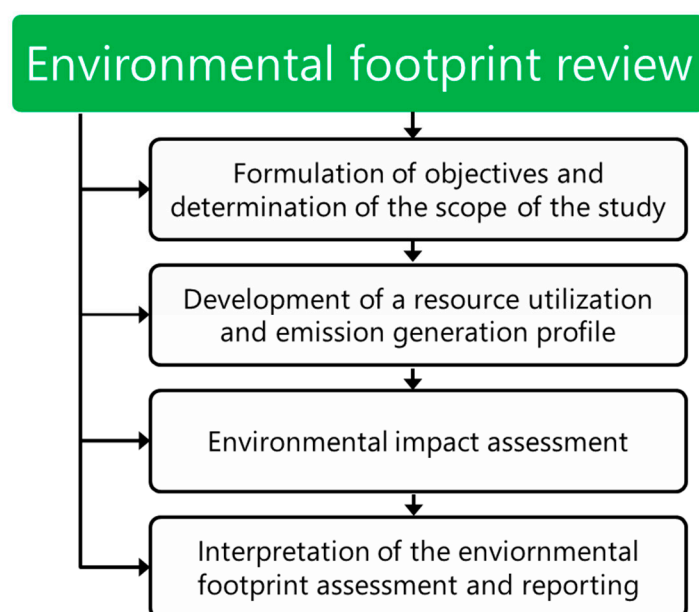 Environmental footprint review
Formulation of objectives and
determination of the scope of the study
Development of a resource utilization
and emission generation profile
Environmental impact assessment
Interpretation of the enviornmental
footprint assessment and reporting